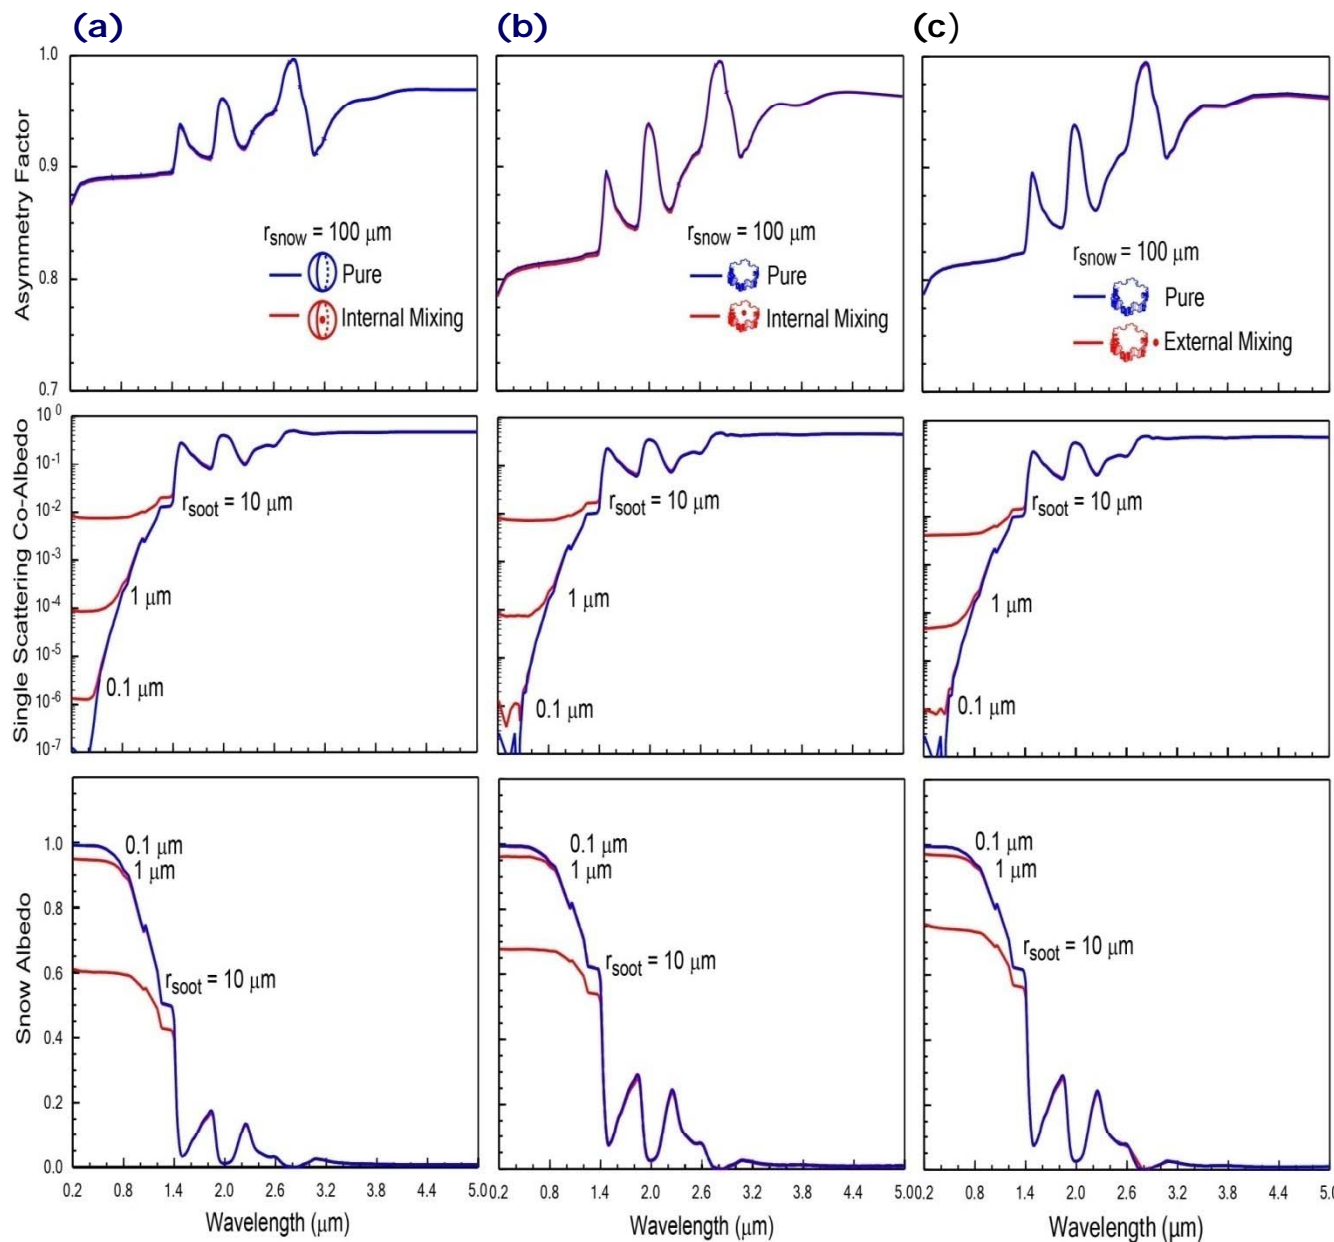 (a)
(b)
(c)
Asymmetry Factor
1.0
0.9
0.8
0.7
r_snow = 100 μm
Pure
Internal Mixing
r_snow = 100 μm
Pure
Internal Mixing
r_snow = 100 μm
Pure
External Mixing
Single Scattering Co-Albedo
10^0
10^-1
10^-2
10^-3
10^-4
10^-5
10^-6
10^-7
r_soot = 10 μm
1 μm
0.1 μm
r_soot = 10 μm
1 μm
0.1 μm
r_soot = 10 μm
1 μm
0.1 μm
Snow Albedo
1.0
0.8
0.6
0.4
0.2
0.0
0.1 μm
1 μm
r_soot = 10 μm
0.1 μm
1 μm
r_soot = 10 μm
0.1 μm
1 μm
r_soot = 10 μm
0.2 0.8 1.4 2.0 2.6 3.2 4.4 5.0
0.2 0.8 1.4 2.0 2.6 3.2 4.4 5.0
0.2 0.8 1.4 2.0 2.6 3.2 4.4 5.0
Wavelength (μm)
Wavelength (μm)
Wavelength (μm)